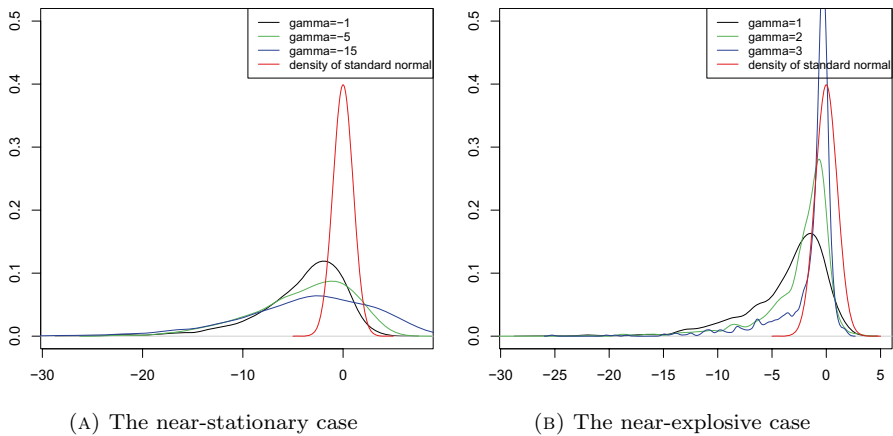 gamma=−1
gamma=−5
gamma=−15
density of standard normal
0.5
0.4
0.3
0.2
0.1
0.0
−30
−20
−10
0
(A) The near-stationary case
gamma=1
gamma=2
gamma=3
density of standard normal
0.5
0.4
0.3
0.2
0.1
0.0
−30
−25
−20
−15
−10
−5
0
5
(B) The near-explosive case